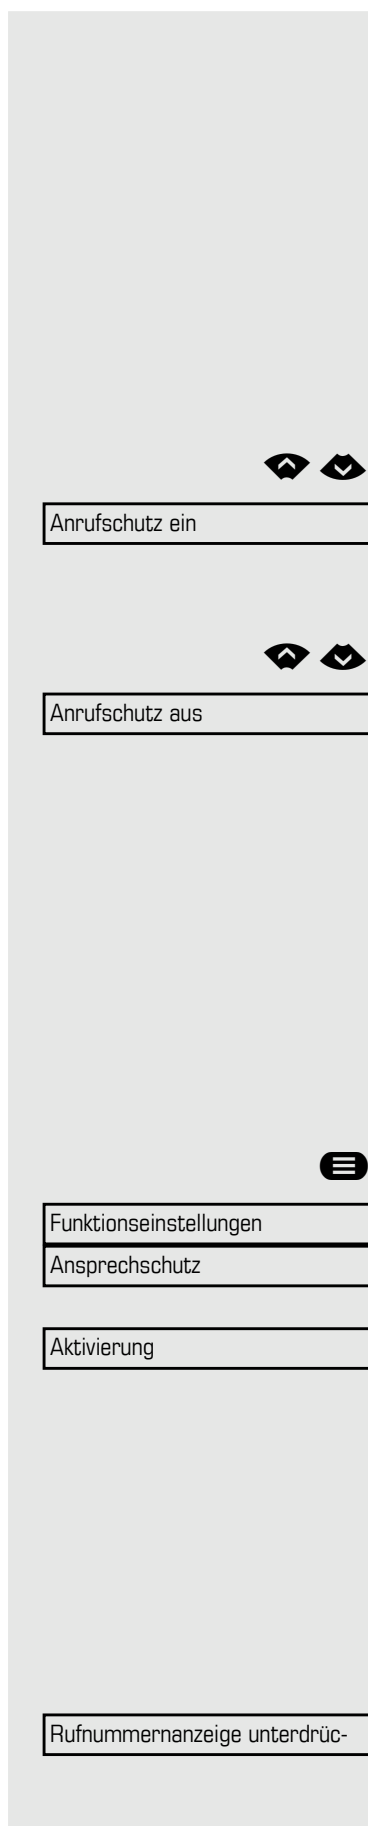 Anrufschutz ein
Anrufschutz aus
Funktionseinstellungen
Ansprechschutz
Aktivierung
Rufnummernanzeige unterdrüc-